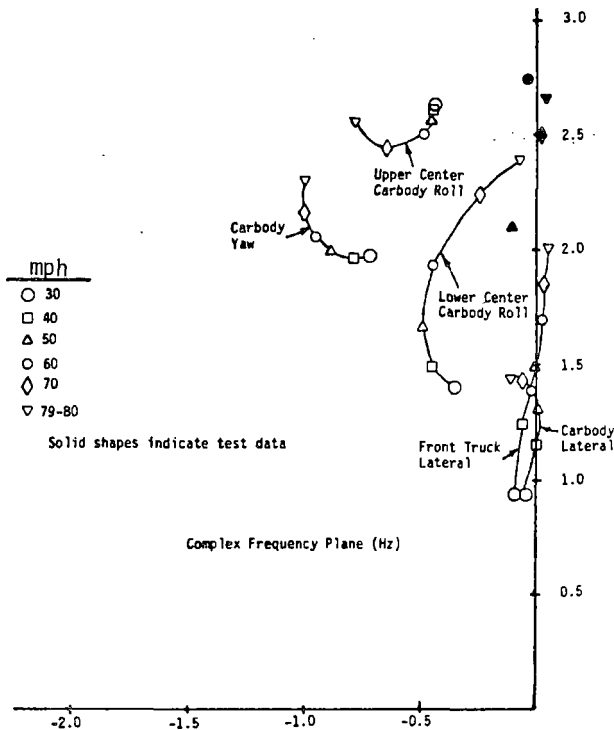 3.0
2.5
Upper Center
Carbody Roll
Carbody
Yaw
2.0
mph
30
40
50
60
70
79-80
Lower Center
Carbody Roll
1.5
Solid shapes indicate test data
Front Truck
Lateral
Carbody
Lateral
1.0
Complex Frequency Plane (Hz)
0.5
-2.0
-1.5
-1.0
-0.5